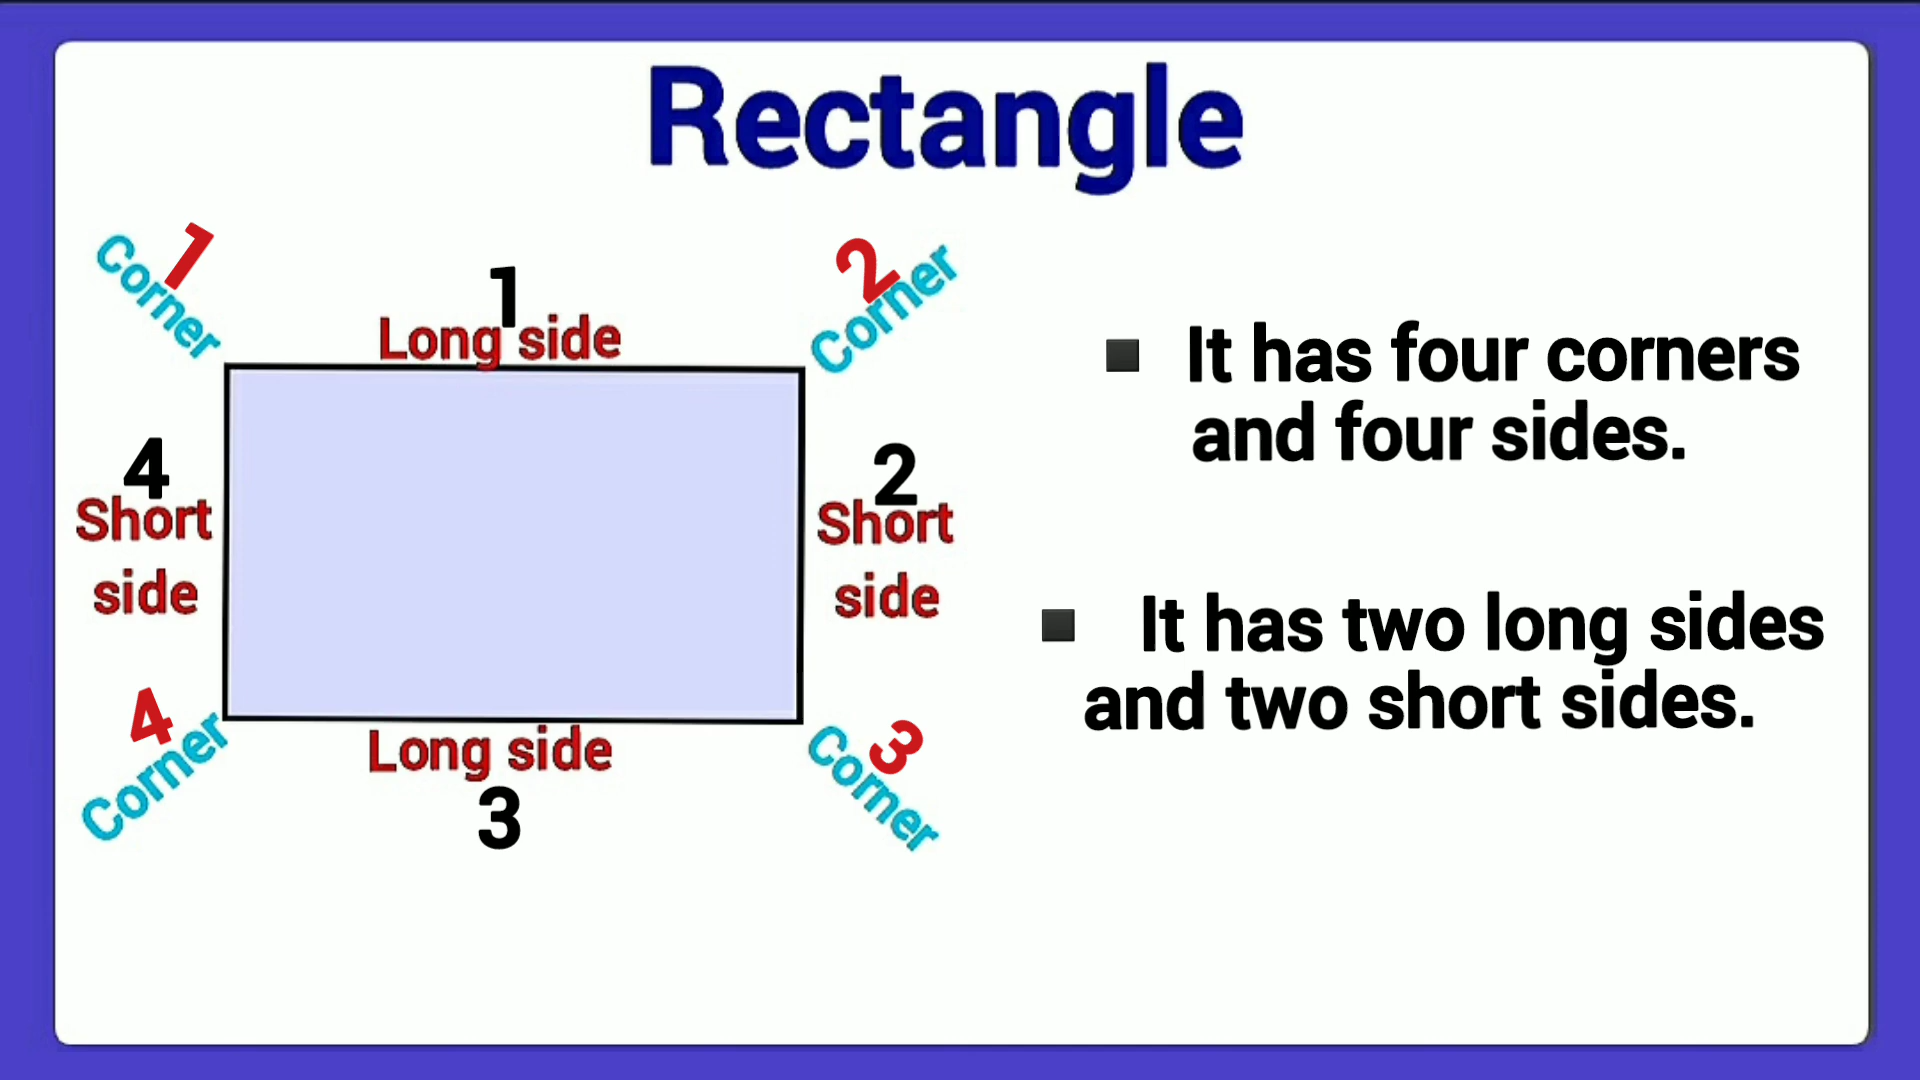 Rectangle
1
Corner
1
Long side
2
Corner
4
Short
side
2
Short
side
4
Corner
Long side
3
3
Corner
It has four corners
and four sides.
It has two long sides
and two short sides.